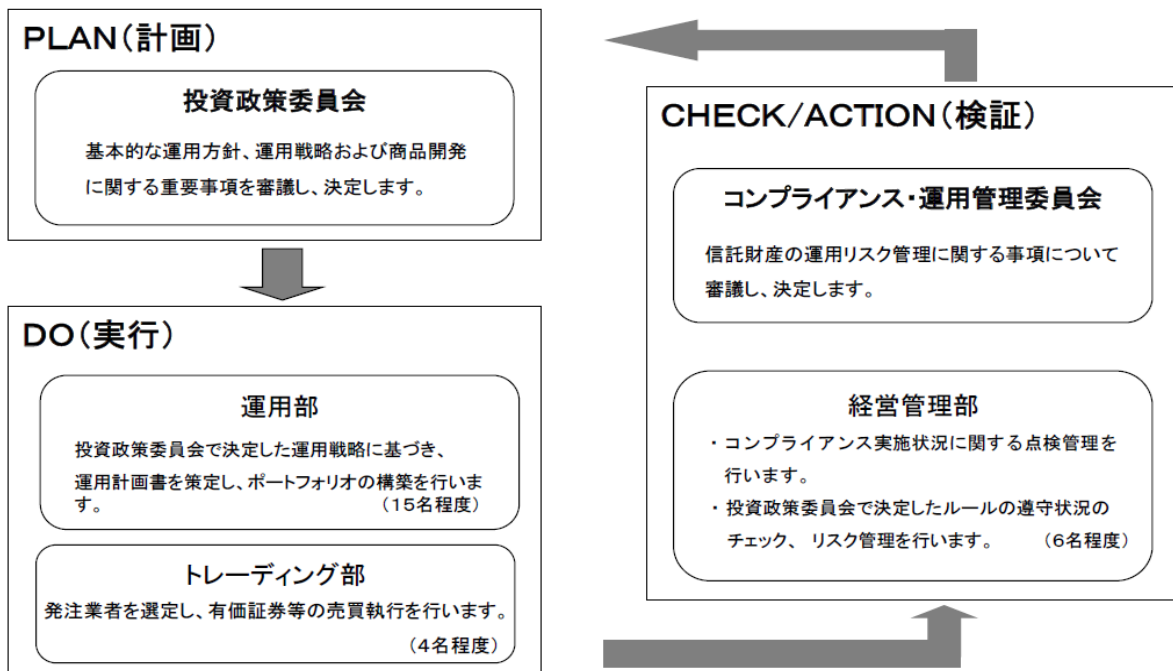 PLAN(計画)
投資政策委員会
基本的な運用方針、運用戦略および商品開発
に関する重要事項を審議し、決定します。
DO(実行)
運用部
投資政策委員会で決定した運用戦略に基づき、
運用計画書を策定し、ポートフォリオの構築を行いま
す。 (15名程度)
トレーディング部
発注業者を選定し、有価証券等の売買執行を行います。
(4名程度)
CHECK/ACTION(検証)
コンプライアンス・運用管理委員会
信託財産の運用リスク管理に関する事項について
審議し、決定します。
経営管理部
・コンプライアンス実施状況に関する点検管理を
行います。
・投資政策委員会で決定したルールの遵守状況の
チェック、 リスク管理を行います。 (6名程度)